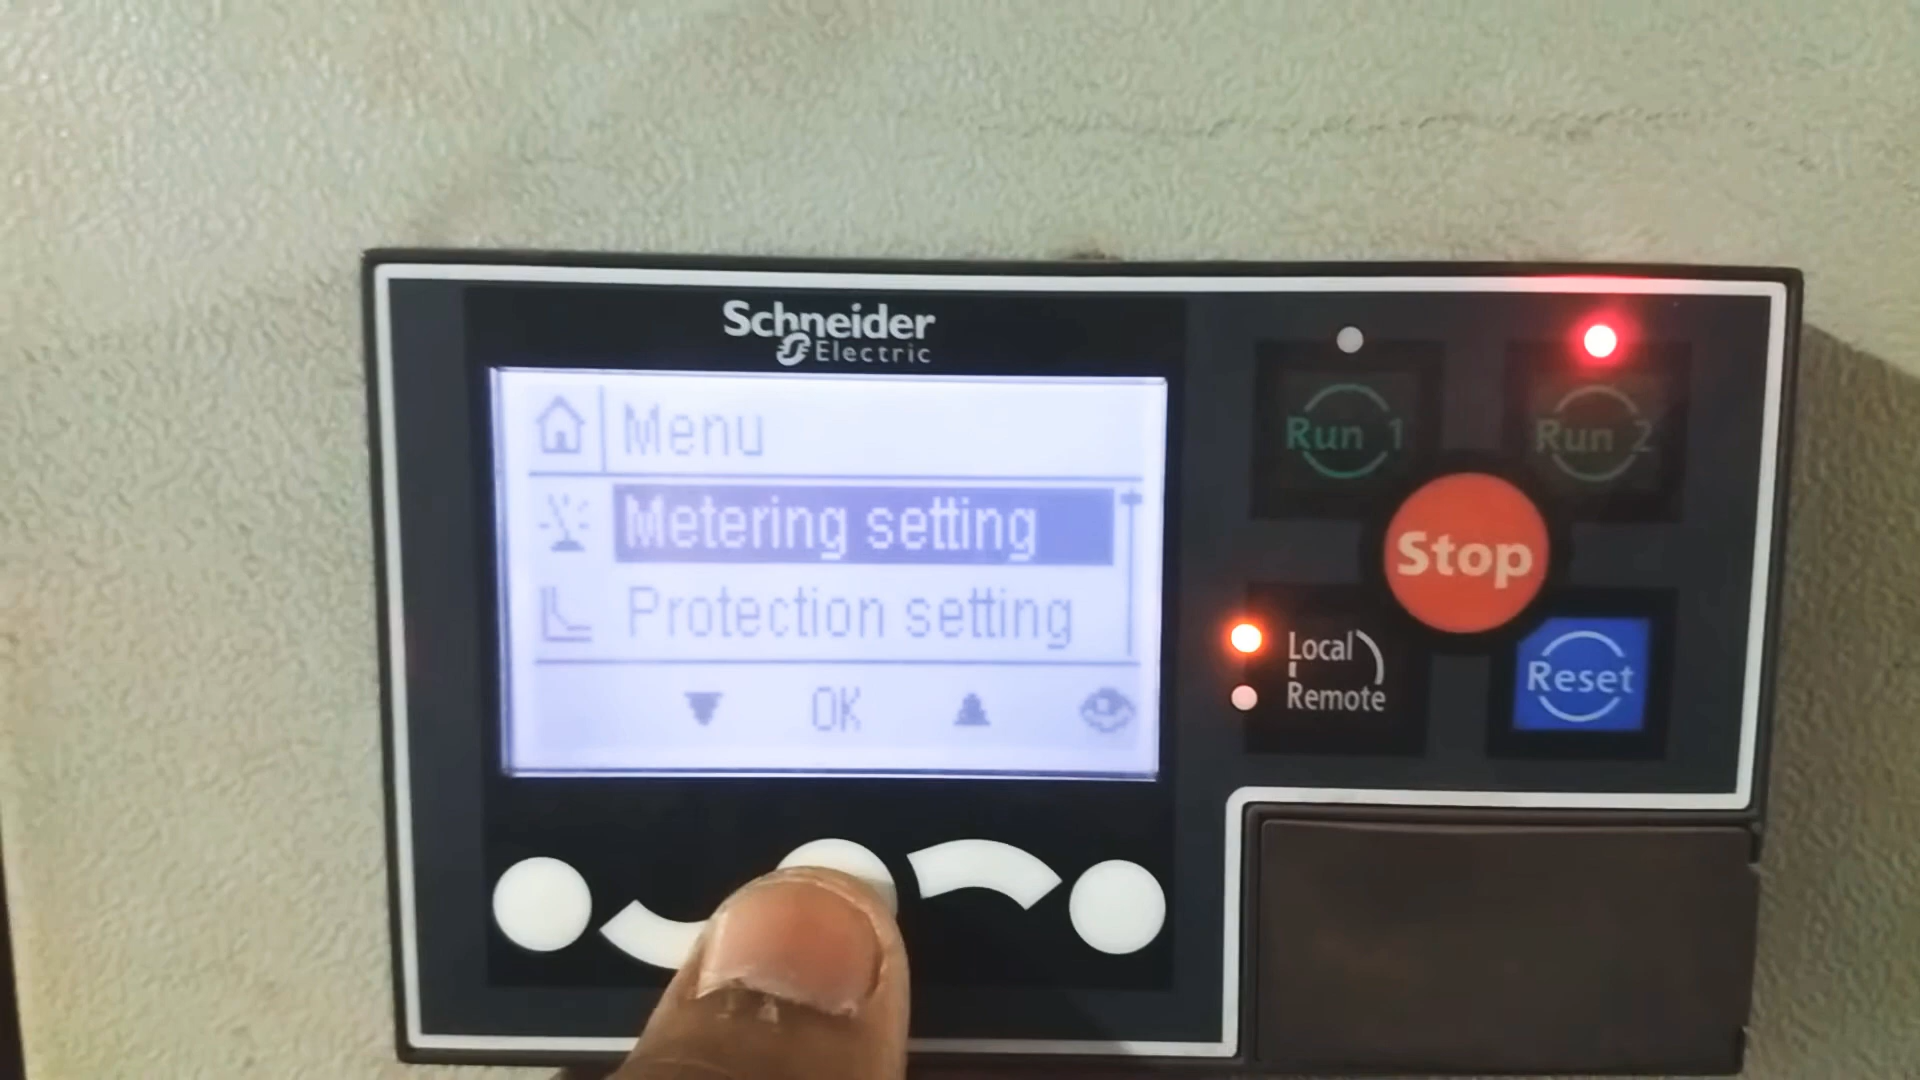 Schneider
Electric
Menu
Metering setting
Protection setting
OK
Run 1
Run 2
Stop
Local
Remote
Reset